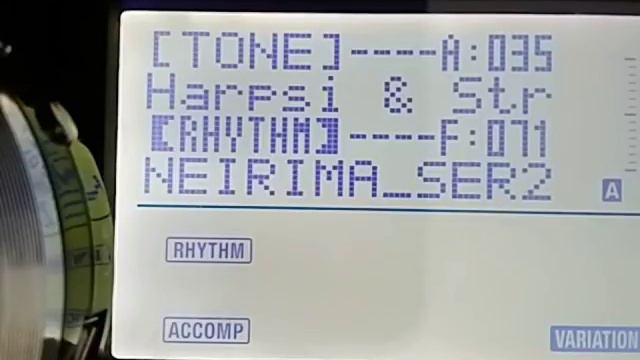 [TONE]----A:035
Harpsi & Str
[RHYTHM]----F:071
NEIRIMA_SER2
A
RHYTHM
ACCOMP
VARIATION